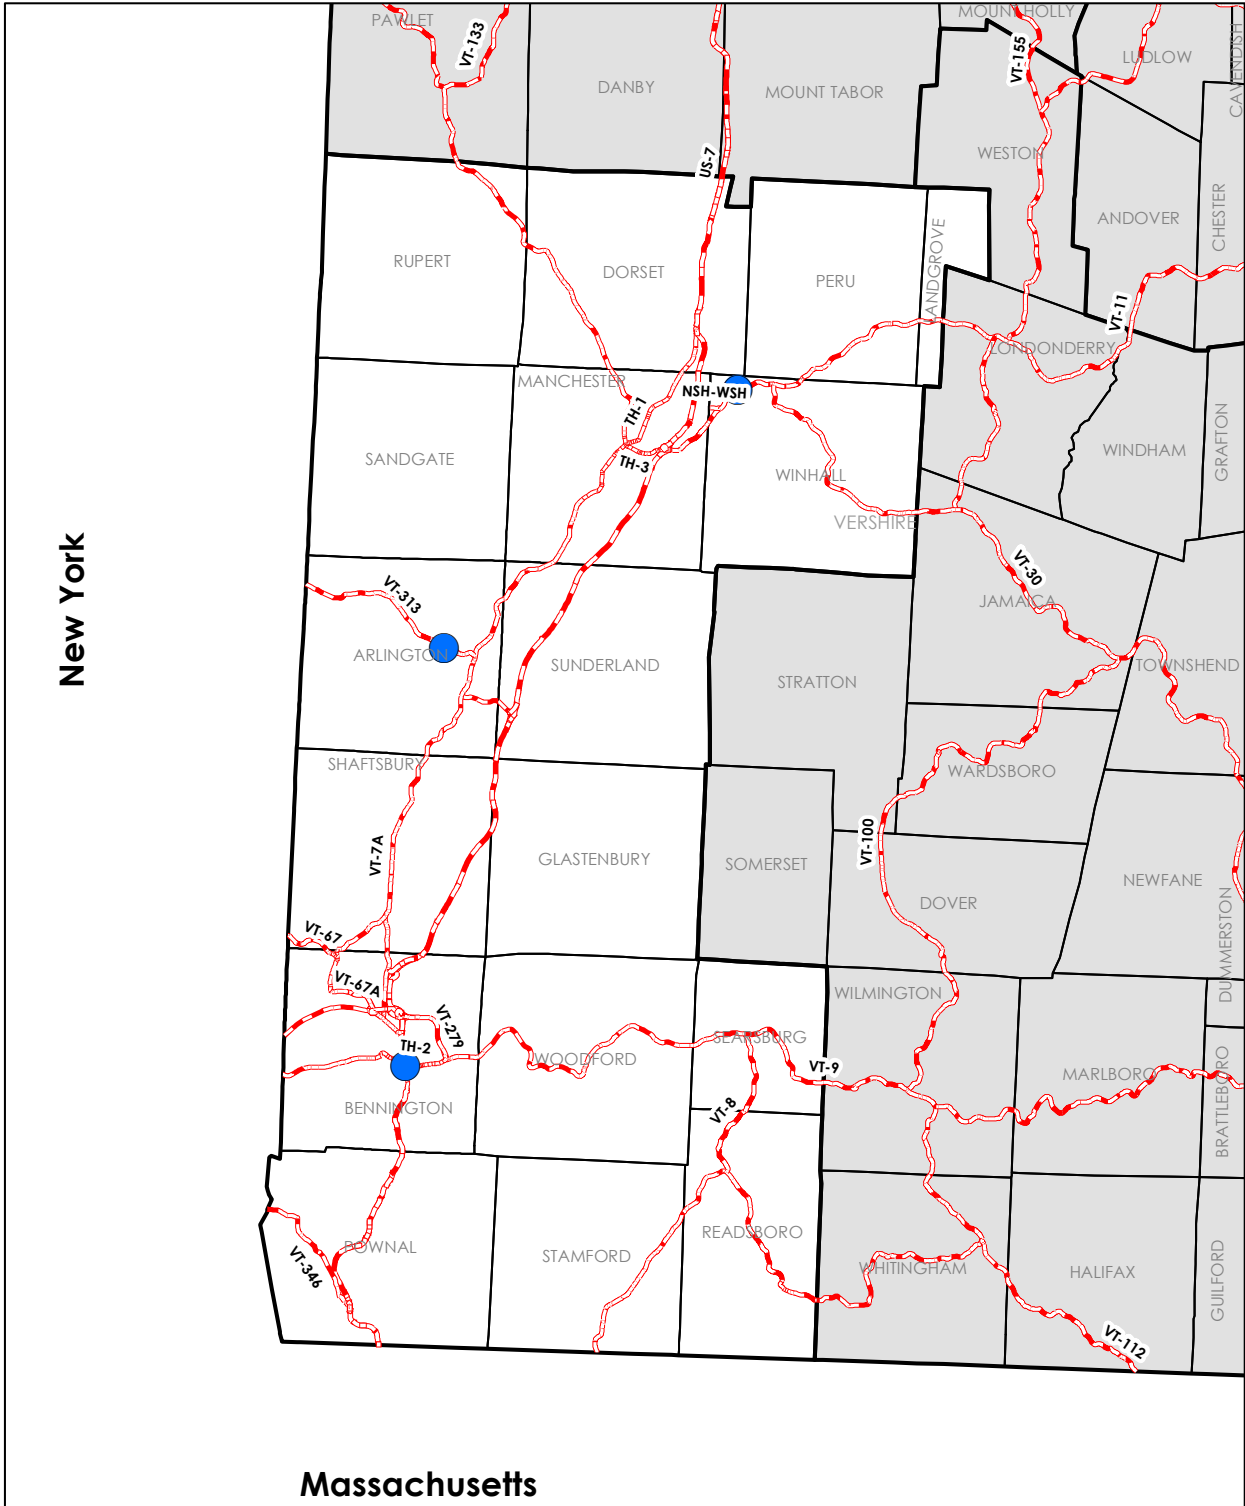 PAWLET
VT-133
DANBY
MOUNT TABOR
MOUNT HOLLY
VT-155
LUDLOW
CAVENDISH
US-7
WESTON
ANDOVER
CHESTER
RUPERT
DORSET
PERU
LANDGROVE
VT-11
LONDONDERRY
MANCHESTER
NSH-WSH
TH-1
TH-3
SANDGATE
WINHALL
VERSHIRE
WINDHAM
GRAFTON
New York
VT-313
ARLINGTON
SUNDERLAND
STRATTON
VT-30
JAMAICA
TOWNSHEND
SHAFTSBURY
WARDSBORO
VT-7A
GLASTENBURY
SOMERSET
VT-100
DOVER
NEWFANE
DUMMERSTON
VT-67
VT-67A
VT-279
TH-2
WOODFORD
SEARSBURG
WILMINGTON
VT-9
MARLBORO
BRATTLEBORO
BENNINGTON
VT-8
POWNAL
VT-346
STAMFORD
READSBORO
WHITINGHAM
HALIFAX
GUILFORD
VT-112
Massachusetts